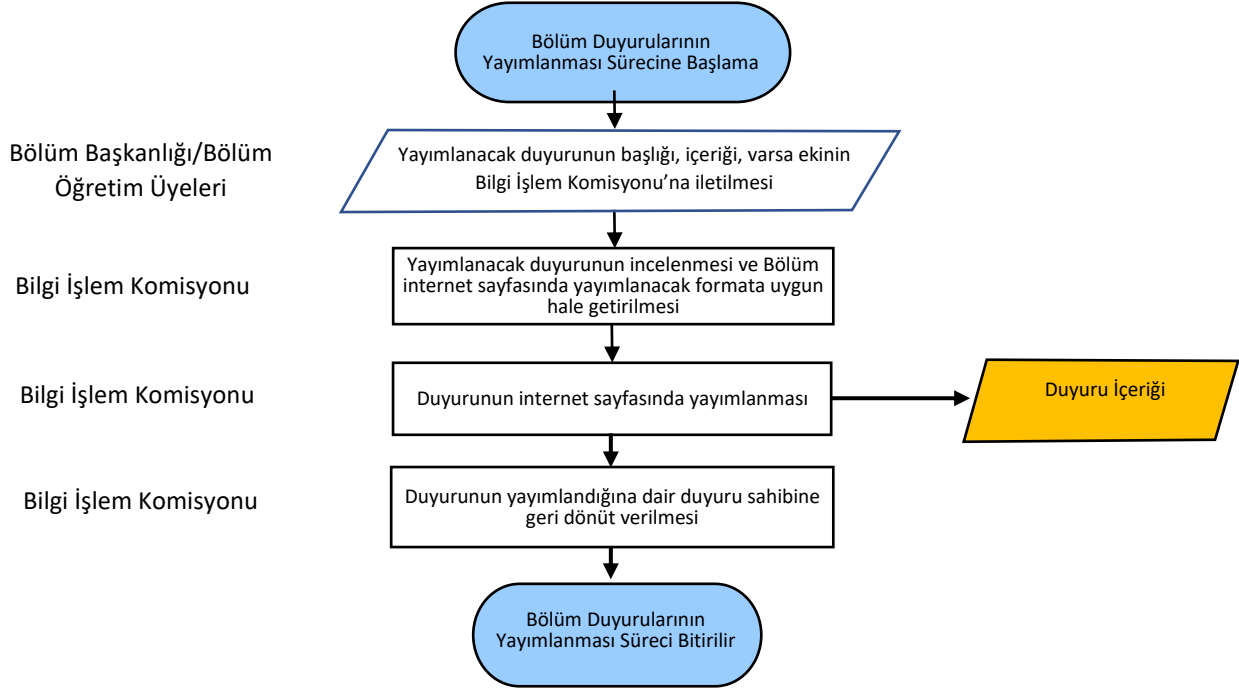 Bölüm Duyurularının
Yayımlanması Sürecine Başlama
Bölüm Başkanlığı/Bölüm
Öğretim Üyeleri
Yayımlanacak duyurunun başlığı, içeriği, varsa ekinin
Bilgi İşlem Komisyonu’na iletilmesi
Bilgi İşlem Komisyonu
Yayımlanacak duyurunun incelenmesi ve Bölüm
internet sayfasında yayımlanacak formata uygun
hale getirilmesi
Bilgi İşlem Komisyonu
Duyurunun internet sayfasında yayımlanması
Duyuru İçeriği
Bilgi İşlem Komisyonu
Duyurunun yayımlandığına dair duyuru sahibine
geri dönüt verilmesi
Bölüm Duyurularının
Yayımlanması Süreci Bitirilir